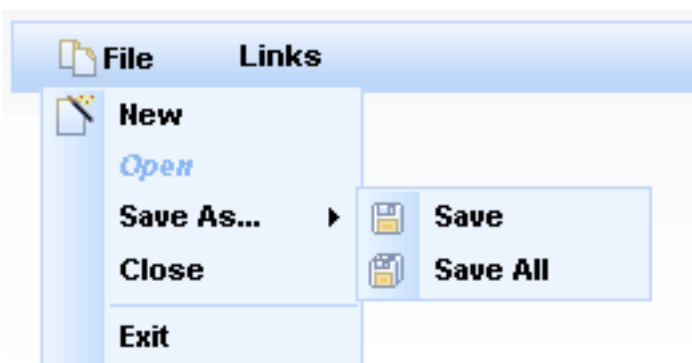 File Links
New
Open
Save As...
Save
Close
Save All
Exit